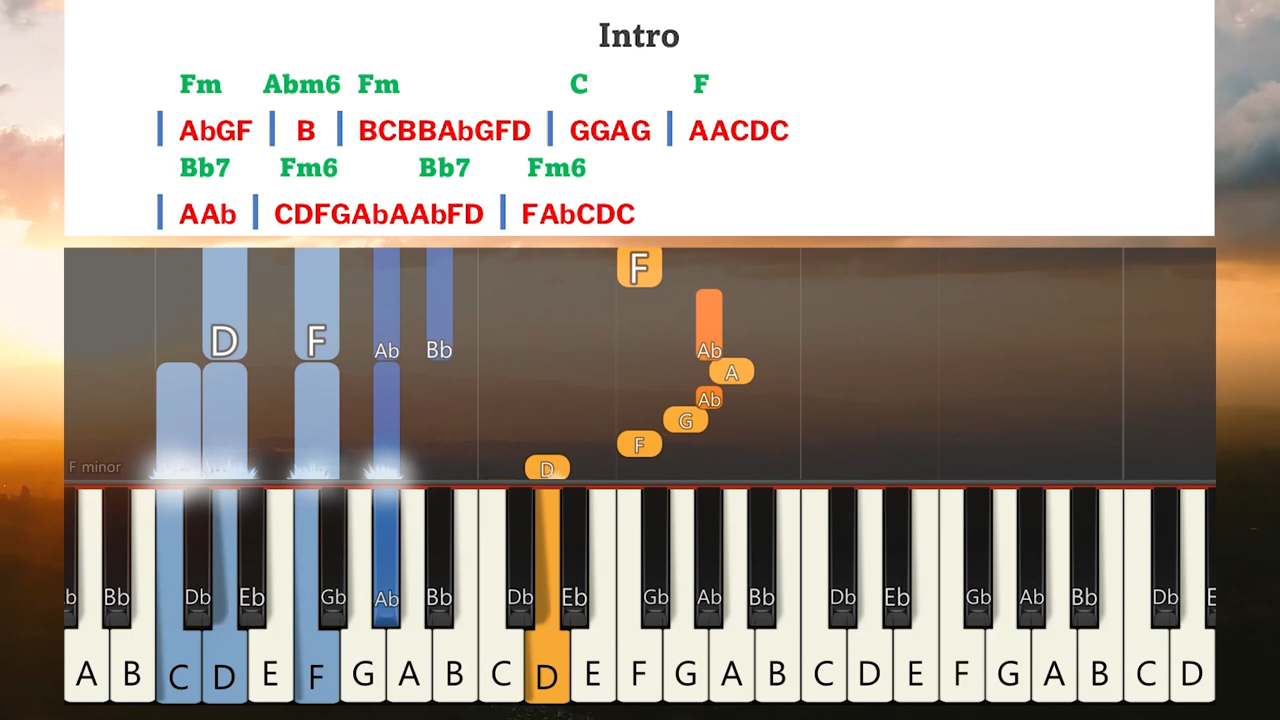 Intro
Fm Abm6 Fm C F
| AbGF | B | BCBBAbGFD | GGAG | AACDC
Bb7 Fm6 Bb7 Fm6
| AAb | CDFGAbAAbFD | FAbCDC
F
D F Ab Bb Ab
A
Ab
G
F
F minor D
b Bb Db Eb Gb Ab Bb Db Eb Gb Ab Bb Db Eb Gb Ab Bb Db E
A B C D E F G A B C D E F G A B C D E F G A B C D